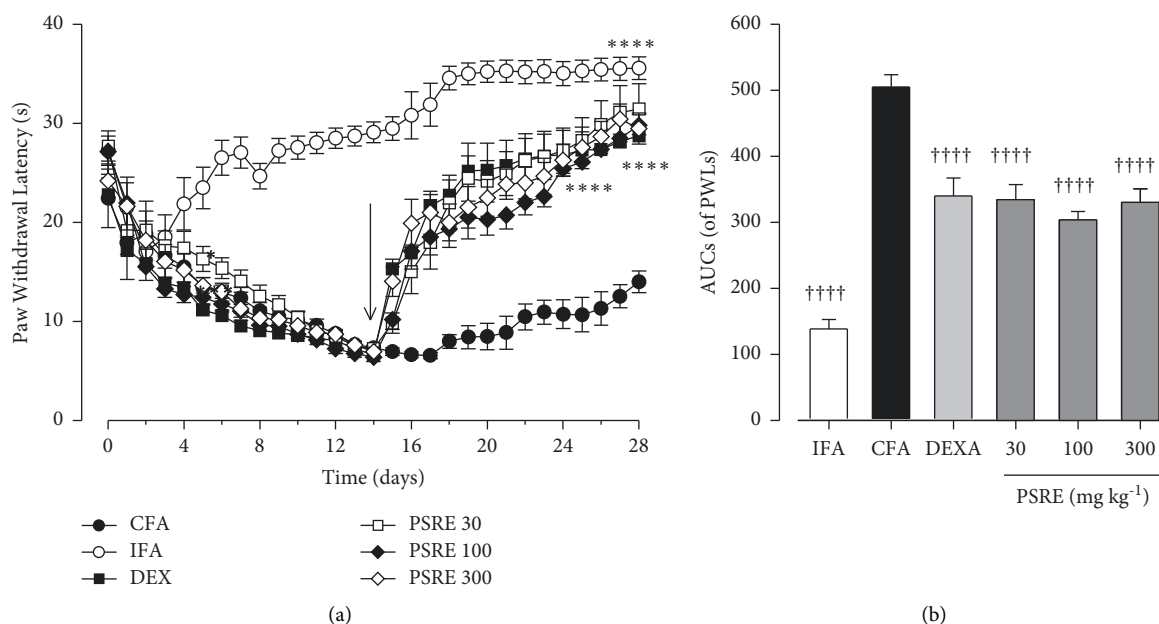 40
30
20
10
0
Paw Withdrawal Latency (s)
****
****
****
*
0 4 8 12 16 20 24 28
Time (days)
CFA
IFA
DEX
PSRE 30
PSRE 100
PSRE 300
(a)
600
500
400
300
200
100
0
AUCs (of PWLs)
††††
††††
††††
††††
††††
IFA CFA DEXA 30 100 300
PSRE (mg kg⁻¹)
(b)